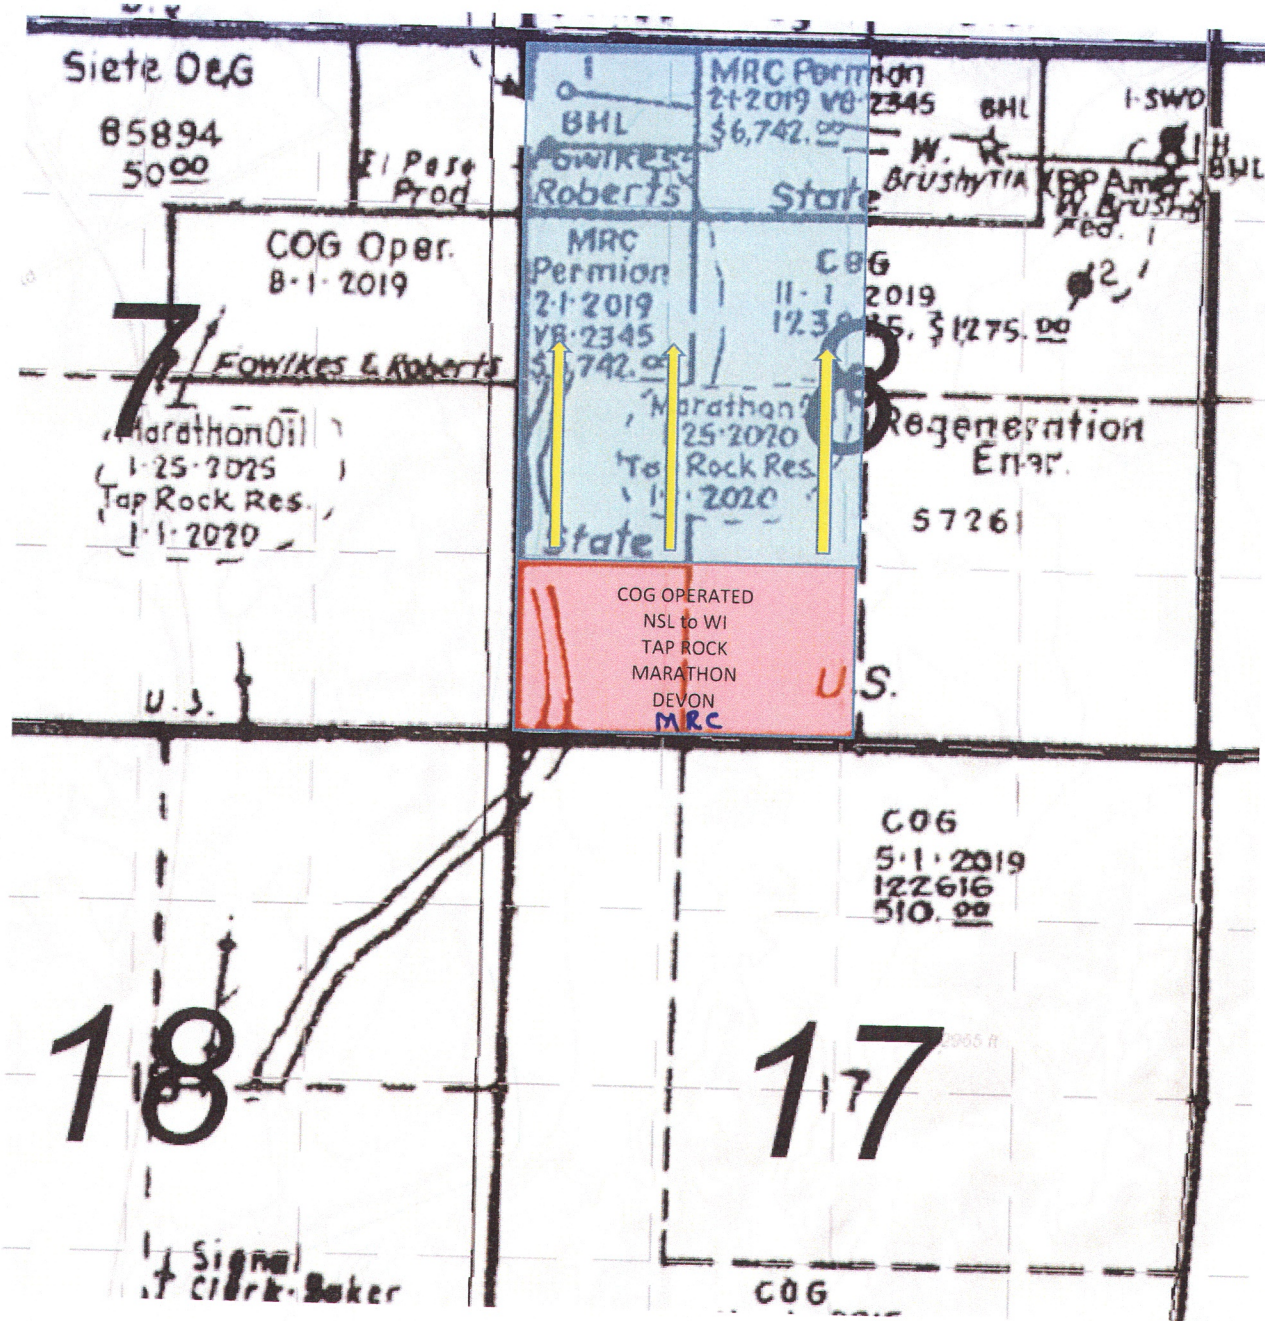 Siete O&G
85894
50 00
El Paso
Prod
1
BHL
Fowlkes
Roberts
MRC Permian
2-1-2019 VB-2345
$6,742.00
State
BHL
W.
Brushy TIA
1-SWD
1H
BHL
(BP Amer.
W. Brushy
Fed.
2
COG Oper.
8-1-2019
Fowlkes & Roberts
7
Marathon Oil
1-25-2025
Tap Rock Res.
1-1-2020
MRC
Permian
2-1-2019
VB-2345
State
COG
11-1 2019
$1275.00
8
Marathon
25-2020
Rock Res.
2020
Regeneration
Ener.
57261
COG OPERATED
NSL to WI
TAP ROCK
MARATHON
DEVON
MRC
U.S.
U.S.
18
17
17
COG
5-1-2019
122616
510.00
2965 ft
Signal
Clark-Baker
COG